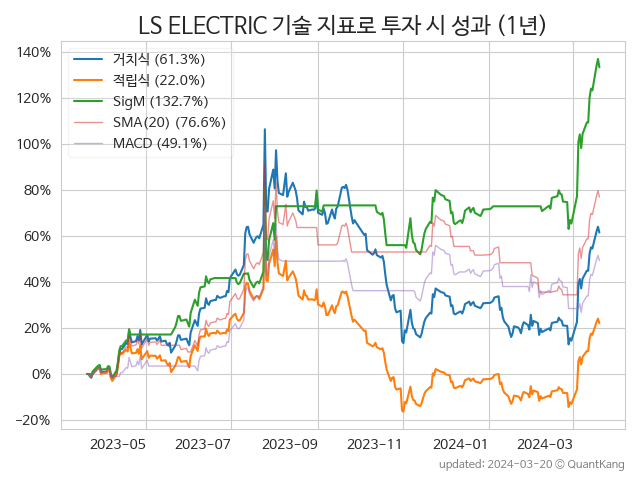 LS ELECTRIC 기술 지표로 투자 시 성과 (1년)
140%
120%
100%
80%
60%
40%
20%
0%
−20%
거치식 (61.3%)
적립식 (22.0%)
SigM (132.7%)
SMA(20) (76.6%)
MACD (49.1%)
2023-05 2023-07 2023-09 2023-11 2024-01 2024-03
updated: 2024-03-20 © QuantKang